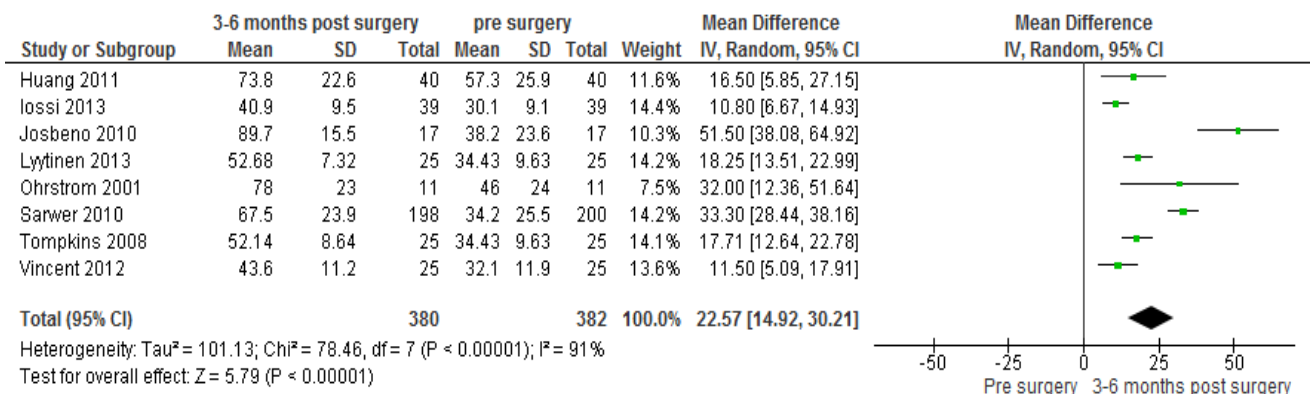 3-6 months post surgery pre surgery Mean Difference Mean Difference
Study or Subgroup Mean SD Total Mean SD Total Weight IV, Random, 95% CI IV, Random, 95% CI
Huang 2011 73.8 22.6 40 57.3 25.9 40 11.6% 16.50 [5.85, 27.15]
Iossi 2013 40.9 9.5 39 30.1 9.1 39 14.4% 10.80 [6.67, 14.93]
Josbeno 2010 89.7 15.5 17 38.2 23.6 17 10.3% 51.50 [38.08, 64.92]
Lyytinen 2013 52.68 7.32 25 34.43 9.63 25 14.2% 18.25 [13.51, 22.99]
Ohrstrom 2001 78 23 11 46 24 11 7.5% 32.00 [12.36, 51.64]
Sarwer 2010 67.5 23.9 198 34.2 25.5 200 14.2% 33.30 [28.44, 38.16]
Tompkins 2008 52.14 8.64 25 34.43 9.63 25 14.1% 17.71 [12.64, 22.78]
Vincent 2012 43.6 11.2 25 32.1 11.9 25 13.6% 11.50 [5.09, 17.91]
Total (95% CI) 380 382 100.0% 22.57 [14.92, 30.21]
Heterogeneity: Tau² = 101.13; Chi² = 78.46, df = 7 (P < 0.00001); I² = 91%
Test for overall effect: Z = 5.79 (P < 0.00001)
-50 -25 0 25 50
Pre surgery 3-6 months post surgery